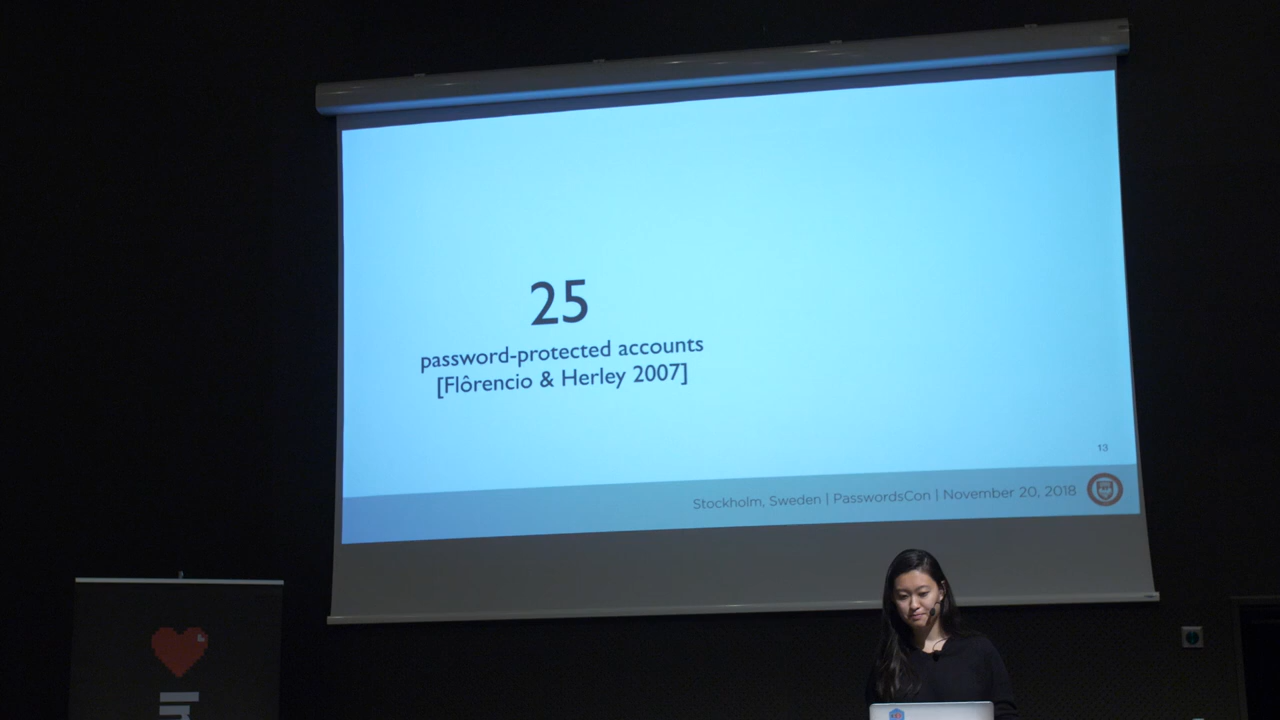 25
password-protected accounts
[Flôrencio & Herley 2007]
13
Stockholm, Sweden | PasswordsCon | November 20, 2018